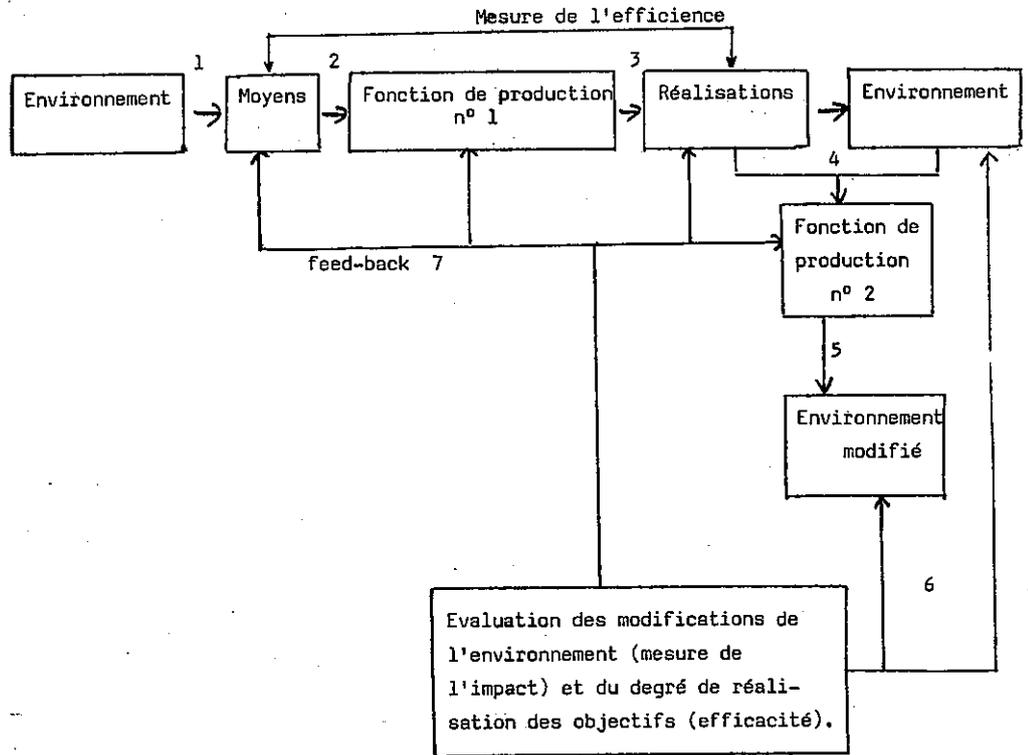 Mesure de l'efficience
1
2
3
Environnement
Moyens
Fonction de production
nº 1
Réalisations
Environnement
4
Fonction de
production
nº 2
feed-back 7
5
Environnement
modifié
6
Evaluation des modifications de
l'environnement (mesure de
l'impact) et du degré de réali-
sation des objectifs (efficacité).